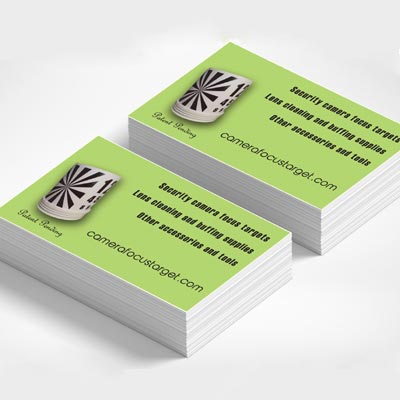 Security camera focus targets
Lens cleaning and buffing supplies
Other accessories and tools
camerafocustarget.com
Patent Pending
Security camera focus targets
Lens cleaning and buffing supplies
Other accessories and tools
camerafocustarget.com
Patent Pending